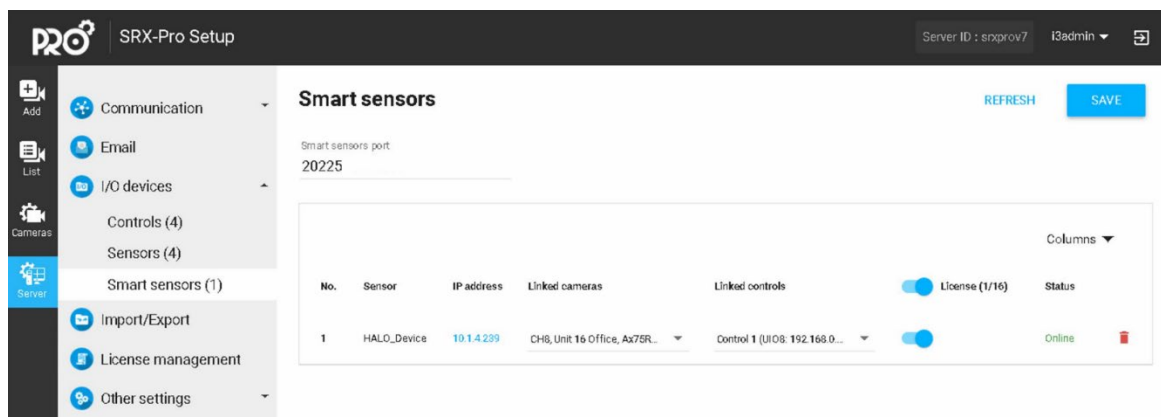 PRO SRX-Pro Setup Server ID : srxprov7 i3admin
Add
List
Cameras
Server
Communication
Email
I/O devices
Controls (4)
Sensors (4)
Smart sensors (1)
Import/Export
License management
Other settings
Smart sensors REFRESH SAVE
Smart sensors port
20225
Columns
No. Sensor IP address Linked cameras Linked controls License (1/16) Status
1 HALO_Device 10.1.4.239 CH8, Unit 16 Office, Ax75R... Control 1 (UIO8: 192.168.0... Online